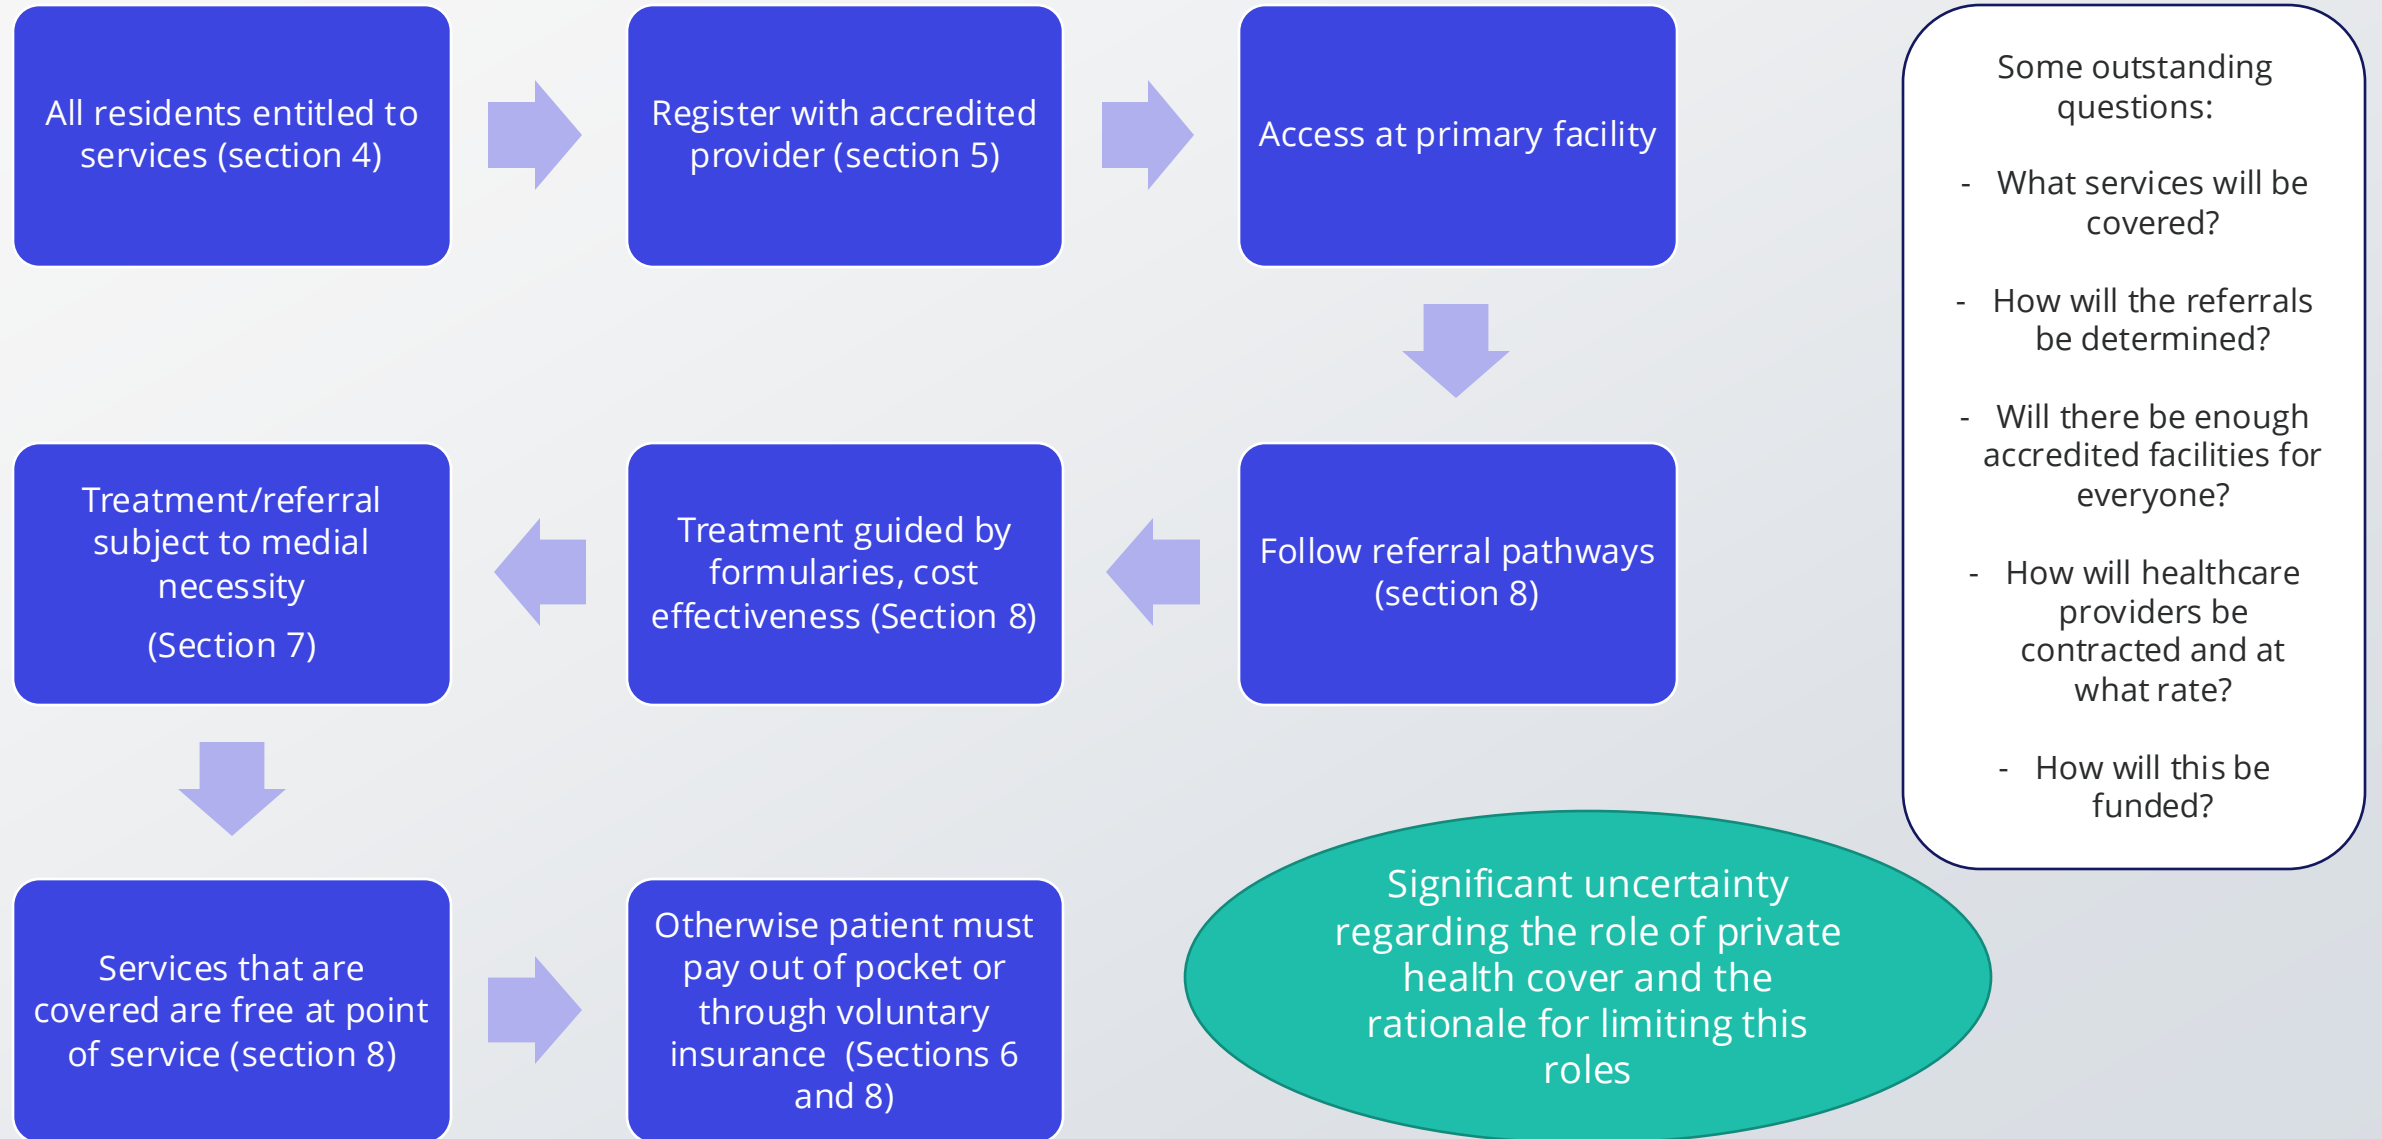 All residents entitled to
services (section 4)
Register with accredited
provider (section 5)
Access at primary facility
Follow referral pathways
(section 8)
Treatment guided by
formularies, cost
effectiveness (Section 8)
Treatment/referral
subject to medial
necessity
(Section 7)
Services that are
covered are free at point
of service (section 8)
Otherwise patient must
pay out of pocket or
through voluntary
insurance  (Sections 6
and 8)
Significant uncertainty
regarding the role of private
health cover and the
rationale for limiting this
roles
Some outstanding
questions:
- What services will be
covered?
- How will the referrals
be determined?
- Will there be enough
accredited facilities for
everyone?
- How will healthcare
providers be
contracted and at
what rate?
- How will this be
funded?